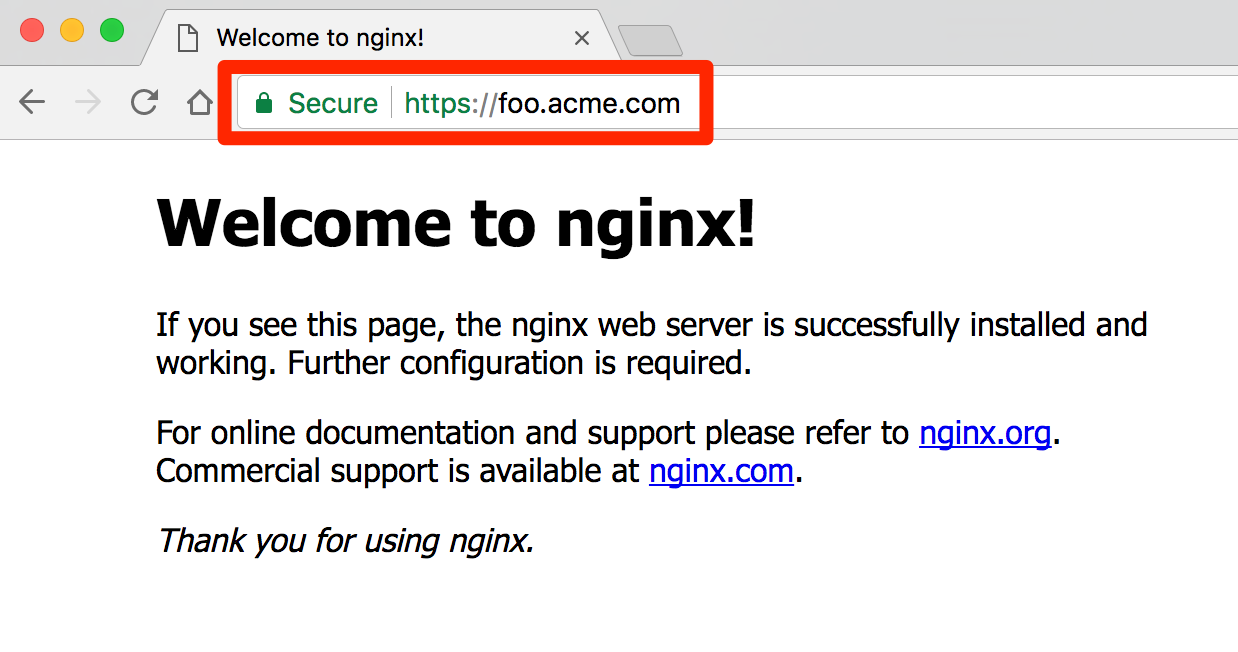 Welcome to nginx!
Secure https://foo.acme.com
Welcome to nginx!
If you see this page, the nginx web server is successfully installed and
working. Further configuration is required.
For online documentation and support please refer to nginx.org.
Commercial support is available at nginx.com.
Thank you for using nginx.